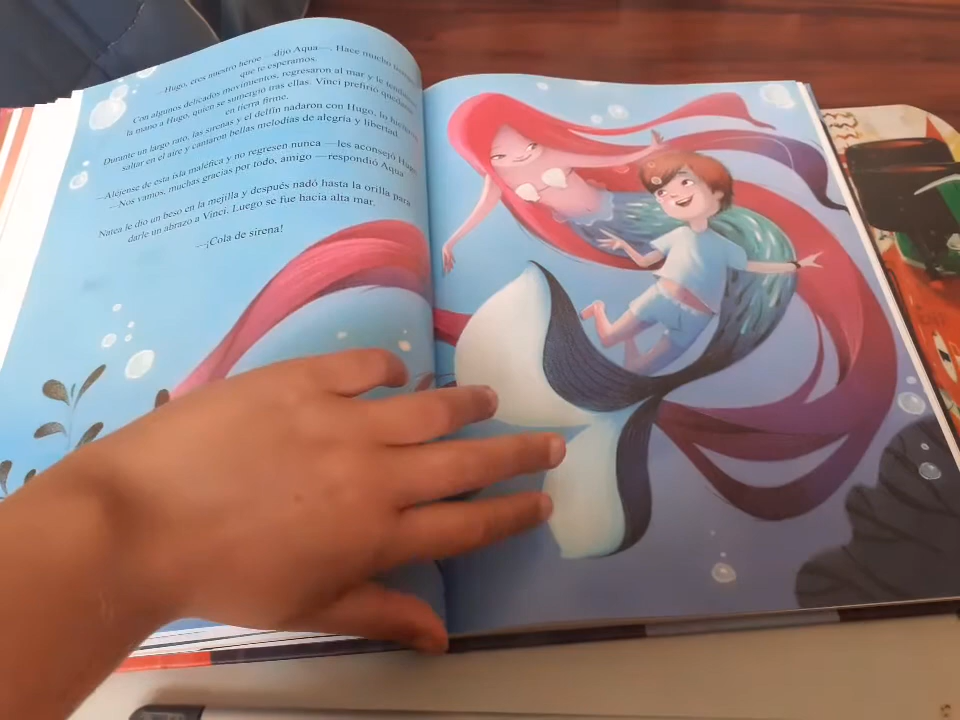 —Hugo, eres nuestro héroe —dijo Aqua—. Hace mucho
que te esperamos.
Con algunos delicados movimientos, regresaron al mar y le tendieron
la mano a Hugo, quien se sumergió tras ellas. Vinci prefirió quedarse
en tierra firme.
Durante un largo rato, las sirenas y el delfín nadaron con Hugo, lo hicieron
saltar en el aire y cantaron bellas melodías de alegría y libertad.
—Aléjense de esta isla maléfica y no regresen nunca —les aconsejó Hugo.
—Nos vamos, muchas gracias por todo, amigo —respondió Aqua.
le dio un beso en la mejilla y después nadó hasta la orilla para
darle un abrazo a Vinci. Luego se fue hacia altamar.
—¡Cola de sirena!